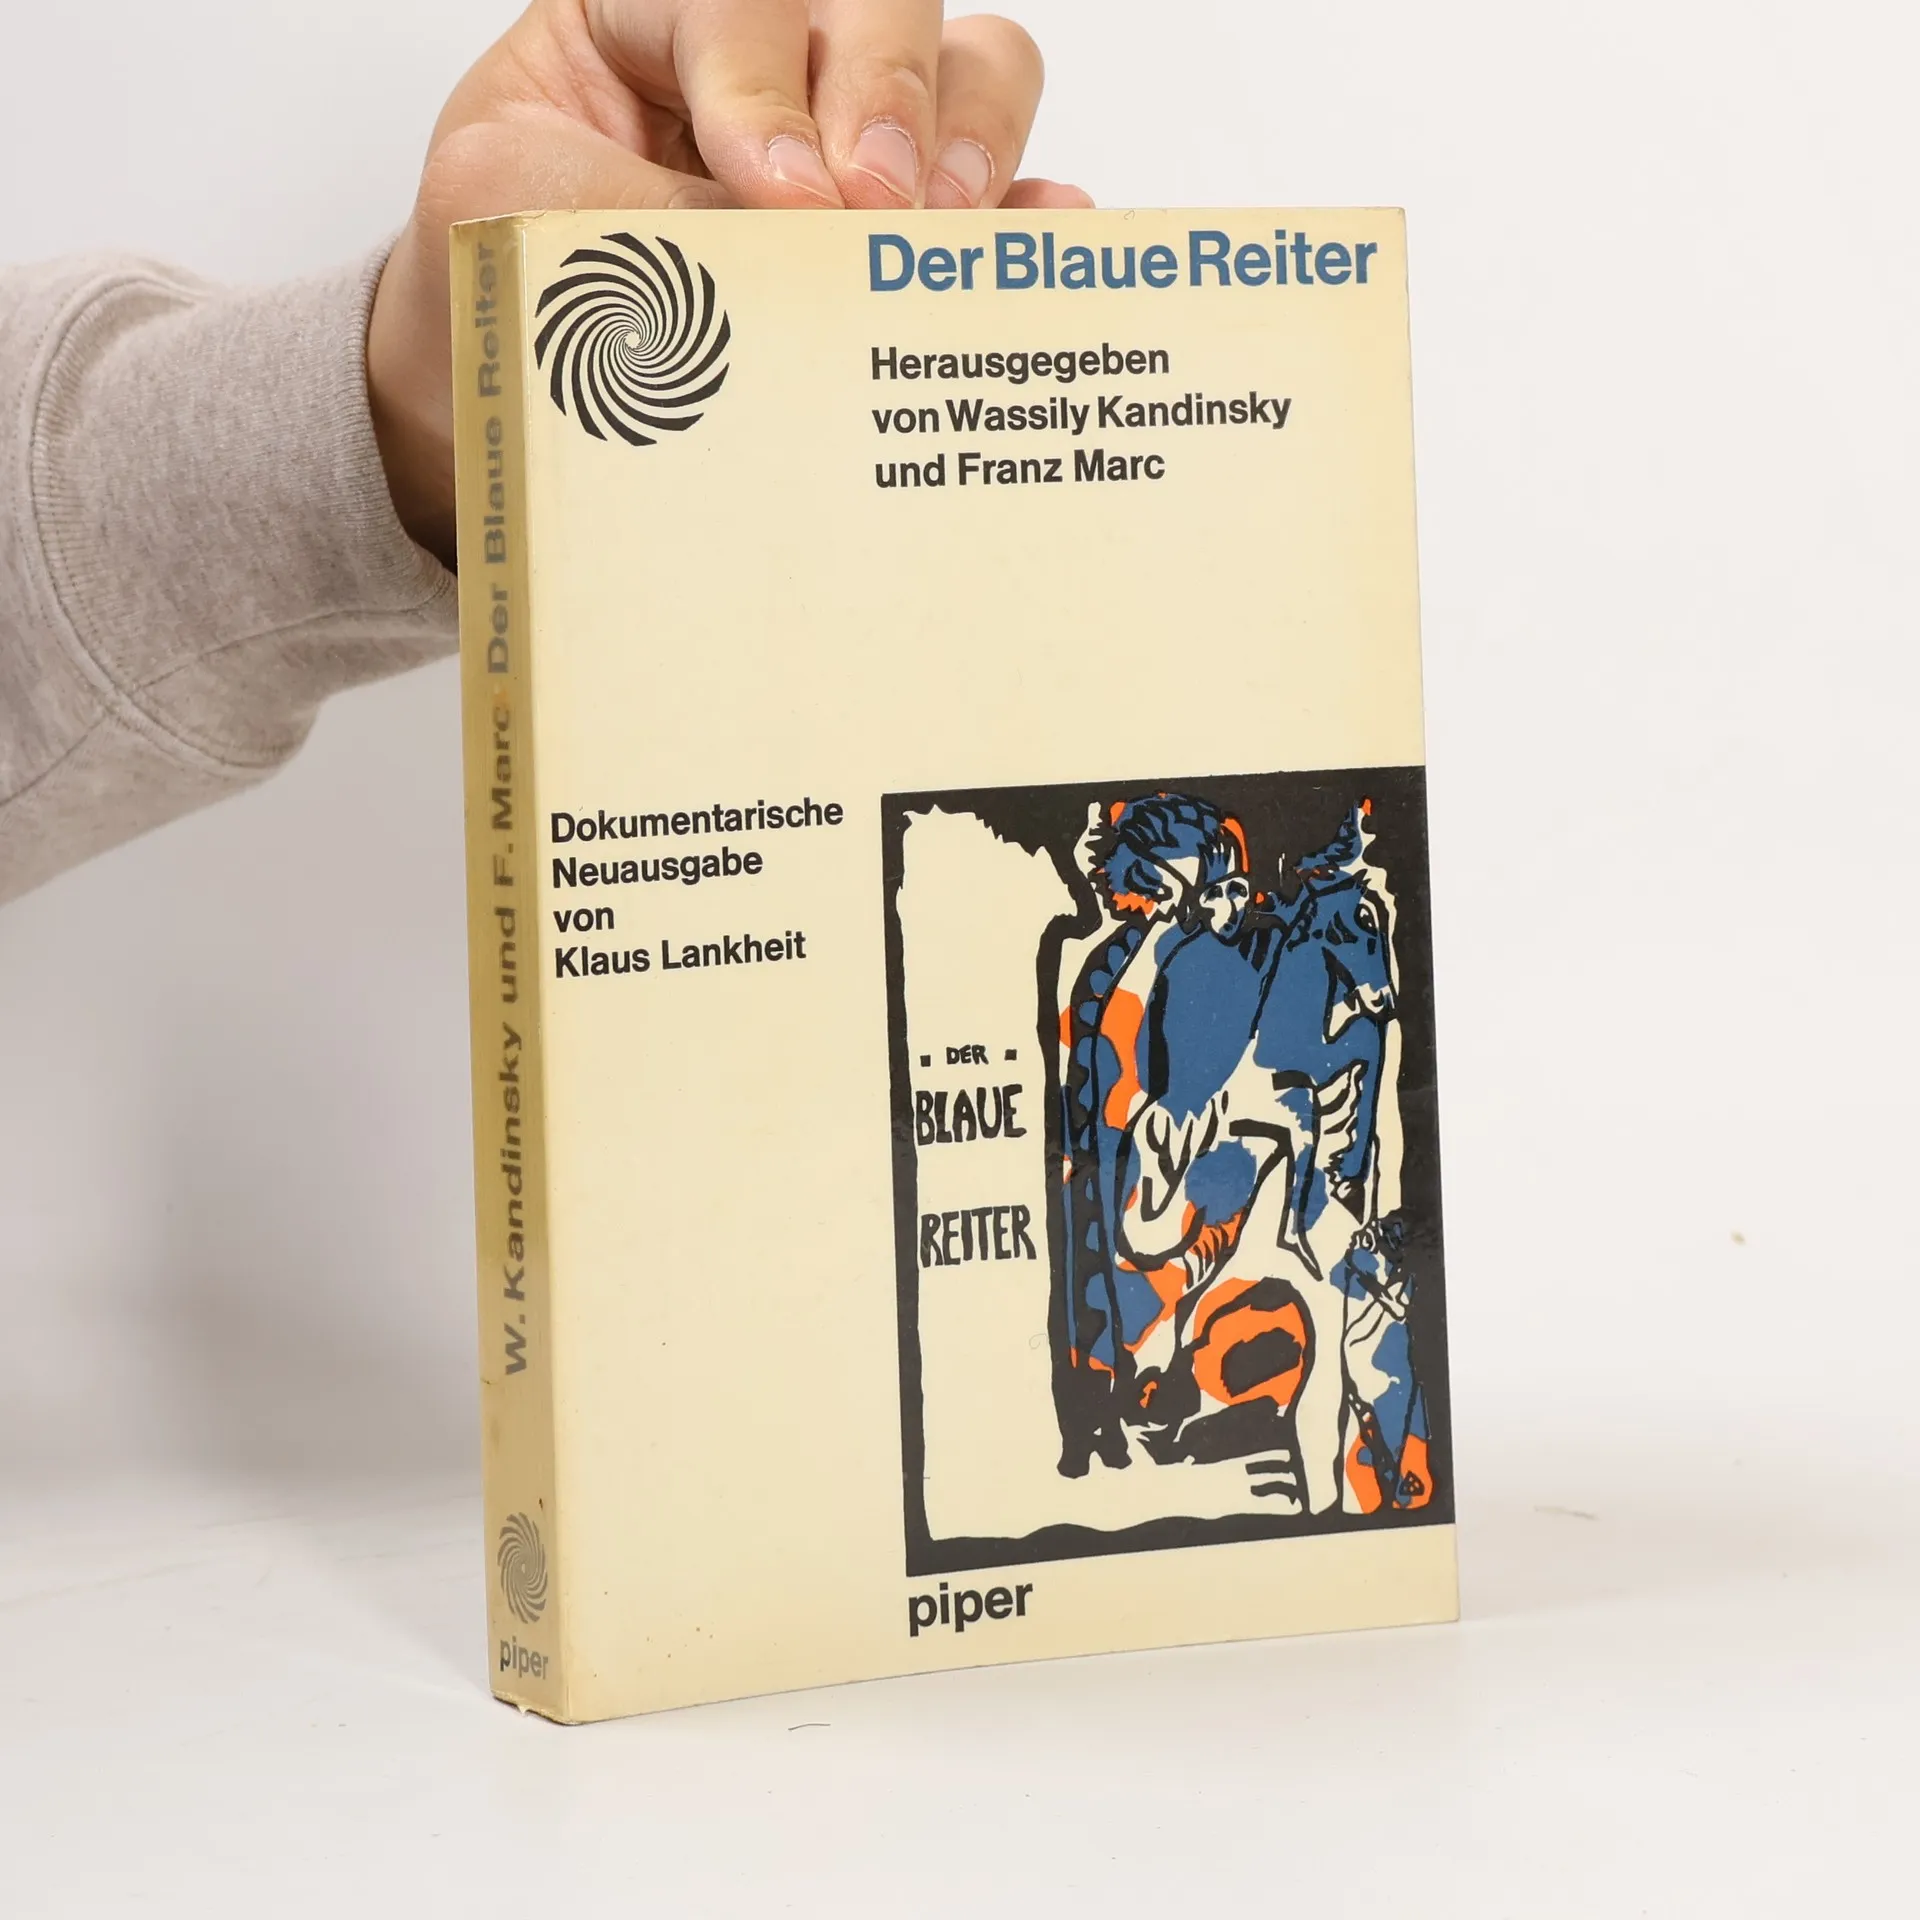 Der Blaue Reiter
Herausgegeben
von Wassily Kandinsky
und Franz Marc
Dokumentarische
Neuausgabe
von
Klaus Lankheit
. DER .
BLAUE
REITER
piper
W. Kandinsky und F. Marc Der Blaue Reiter
piper